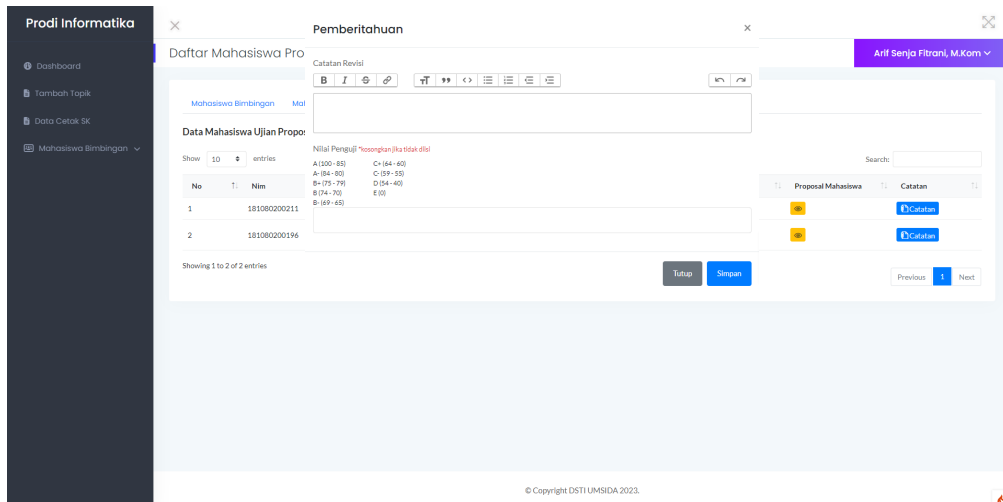 Prodi Informatika
Dashboard
Tambah Topik
Data Cetak SK
Mahasiswa Bimbingan
Daftar Mahasiswa Pro
Arif Senja Fitrani, M.Kom
Mahasiswa Bimbingan
Data Mahasiswa Ujian Propos
Show 10 entries
Search:
No Nim Proposal Mahasiswa Catatan
1 181080200211 Catatan
2 181080200196 Catatan
Showing 1 to 2 of 2 entries
Previous 1 Next
Pemberitahuan
Catatan Revisi
Nilai Penguji *kosongkan jika tidak diisi
A (100 - 85) C+ (64 - 60)
A- (84 - 80) C- (59 - 55)
B+ (75 - 79) D (54 - 40)
B (74 - 70) E (0)
B- (69 - 65)
Tutup Simpan
© Copyright DSTI UMSIDA 2023.